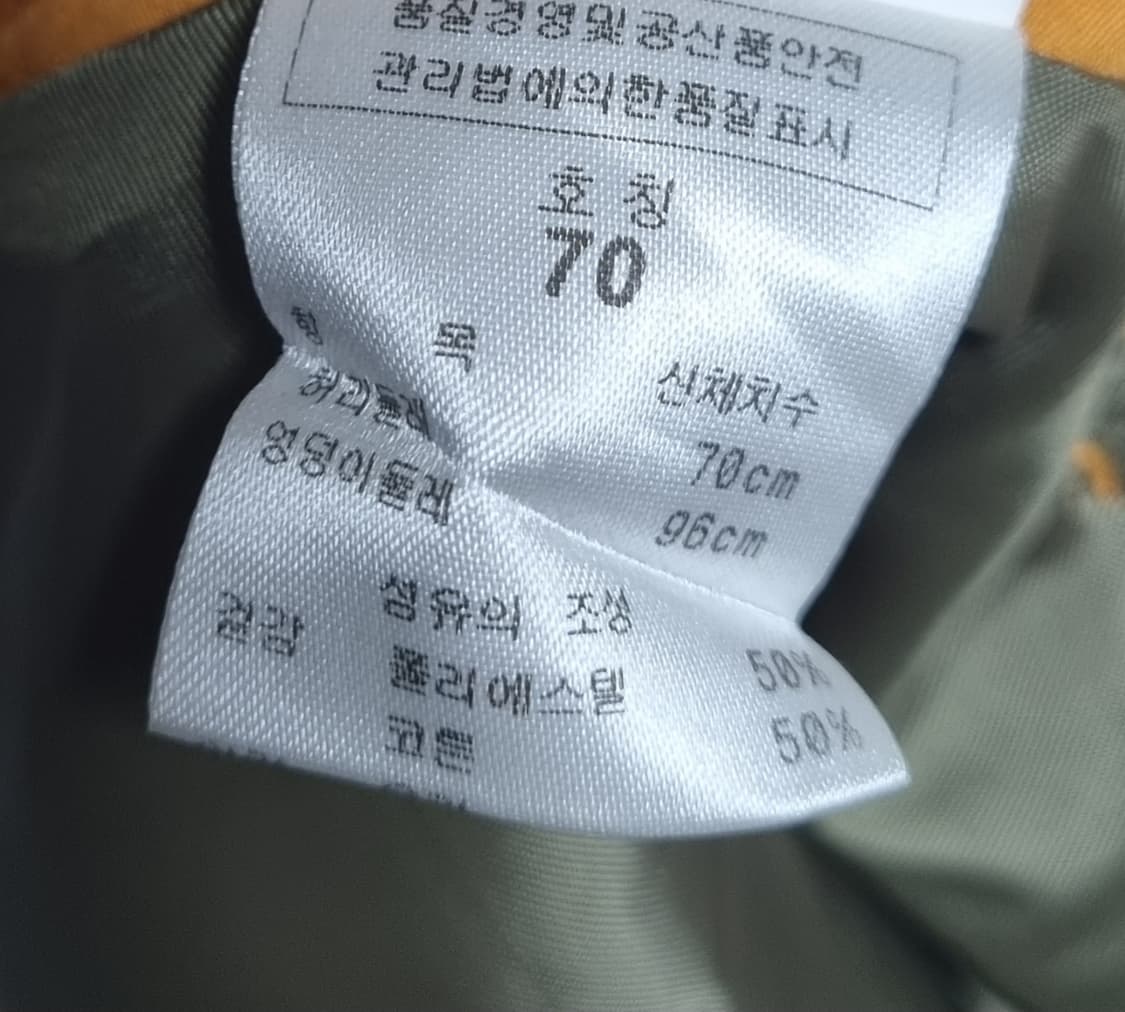 품질경영및공산품안전
관리법에의한품질표시
호칭
70
항 목 신체치수
허리둘레 70cm
엉덩이둘레 96cm
섬유의 조성
겉감 폴리에스텔 50%
코튼 50%